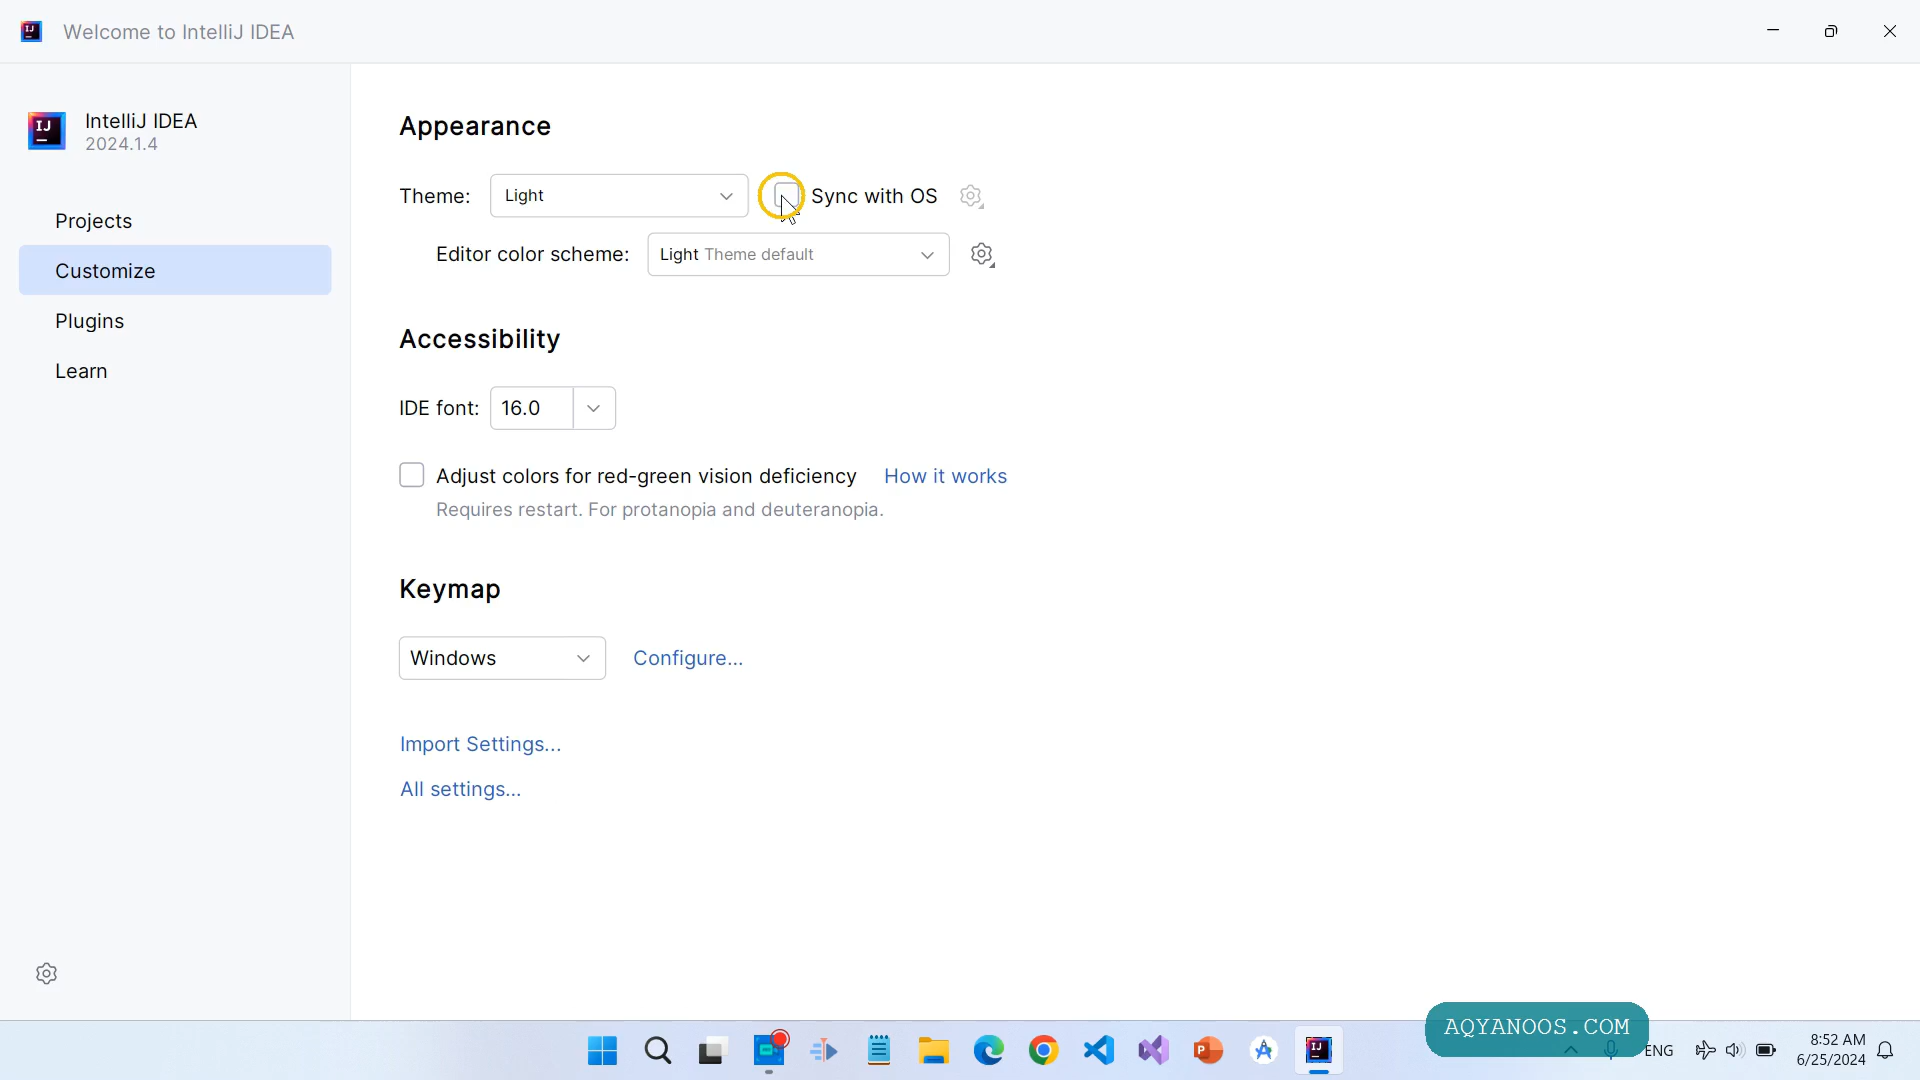 Welcome to IntelliJ IDEA
IntelliJ IDEA
2024.1.4
Projects
Customize
Plugins
Learn
Appearance
Theme: Light Sync with OS
Editor color scheme: Light Theme default
Accessibility
IDE font: 16.0
Adjust colors for red-green vision deficiency How it works
Requires restart. For protanopia and deuteranopia.
Keymap
Windows Configure...
Import Settings...
All settings...
AQYANOOS.COM
ENG
8:52 AM
6/25/2024